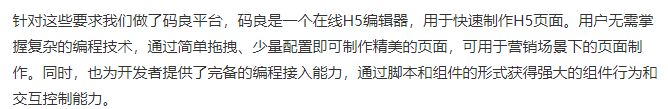 针对这些要求我们做了码良平台，码良是一个在线H5编辑器，用于快速制作H5页面。用户无需掌
握复杂的编程技术，通过简单拖拽、少量配置即可制作精美的页面，可用于营销场景下的页面制
作。同时，也为开发者提供了完备的编程接入能力，通过脚本和组件的形式获得强大的组件行为和
交互控制能力。